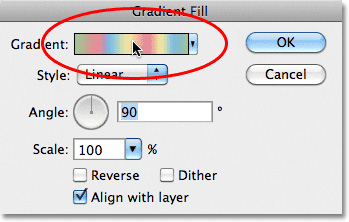 Gradient Fill
Gradient: OK
Style: Linear Cancel
Angle: 90 °
Scale: 100 %
Reverse Dither
Align with layer